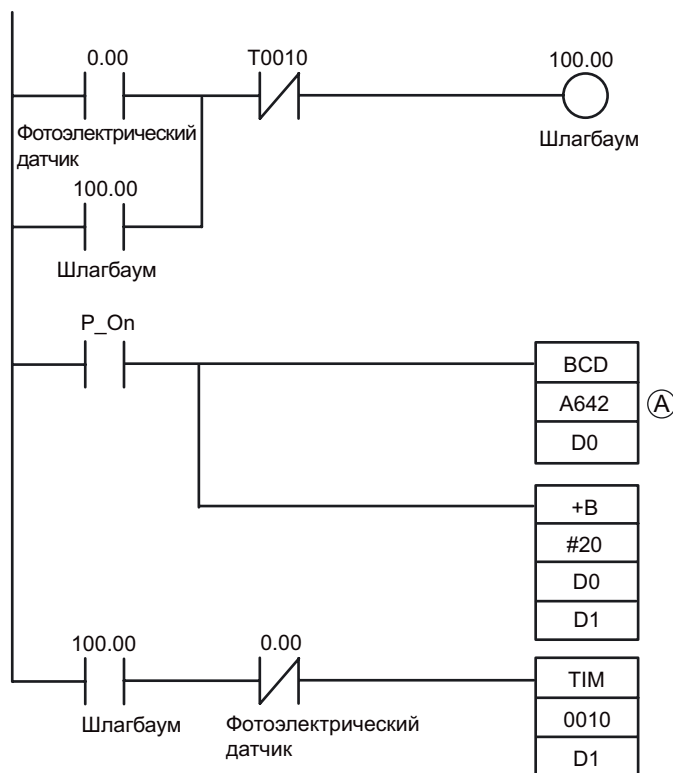 0.00 T0010 100.00
Фотоэлектрический
датчик
Шлагбаум
100.00
Шлагбаум
P_On
BCD
A642 A
D0
+B
#20
D0
D1
100.00 0.00
TIM
Шлагбаум Фотоэлектрический
датчик
0010
D1